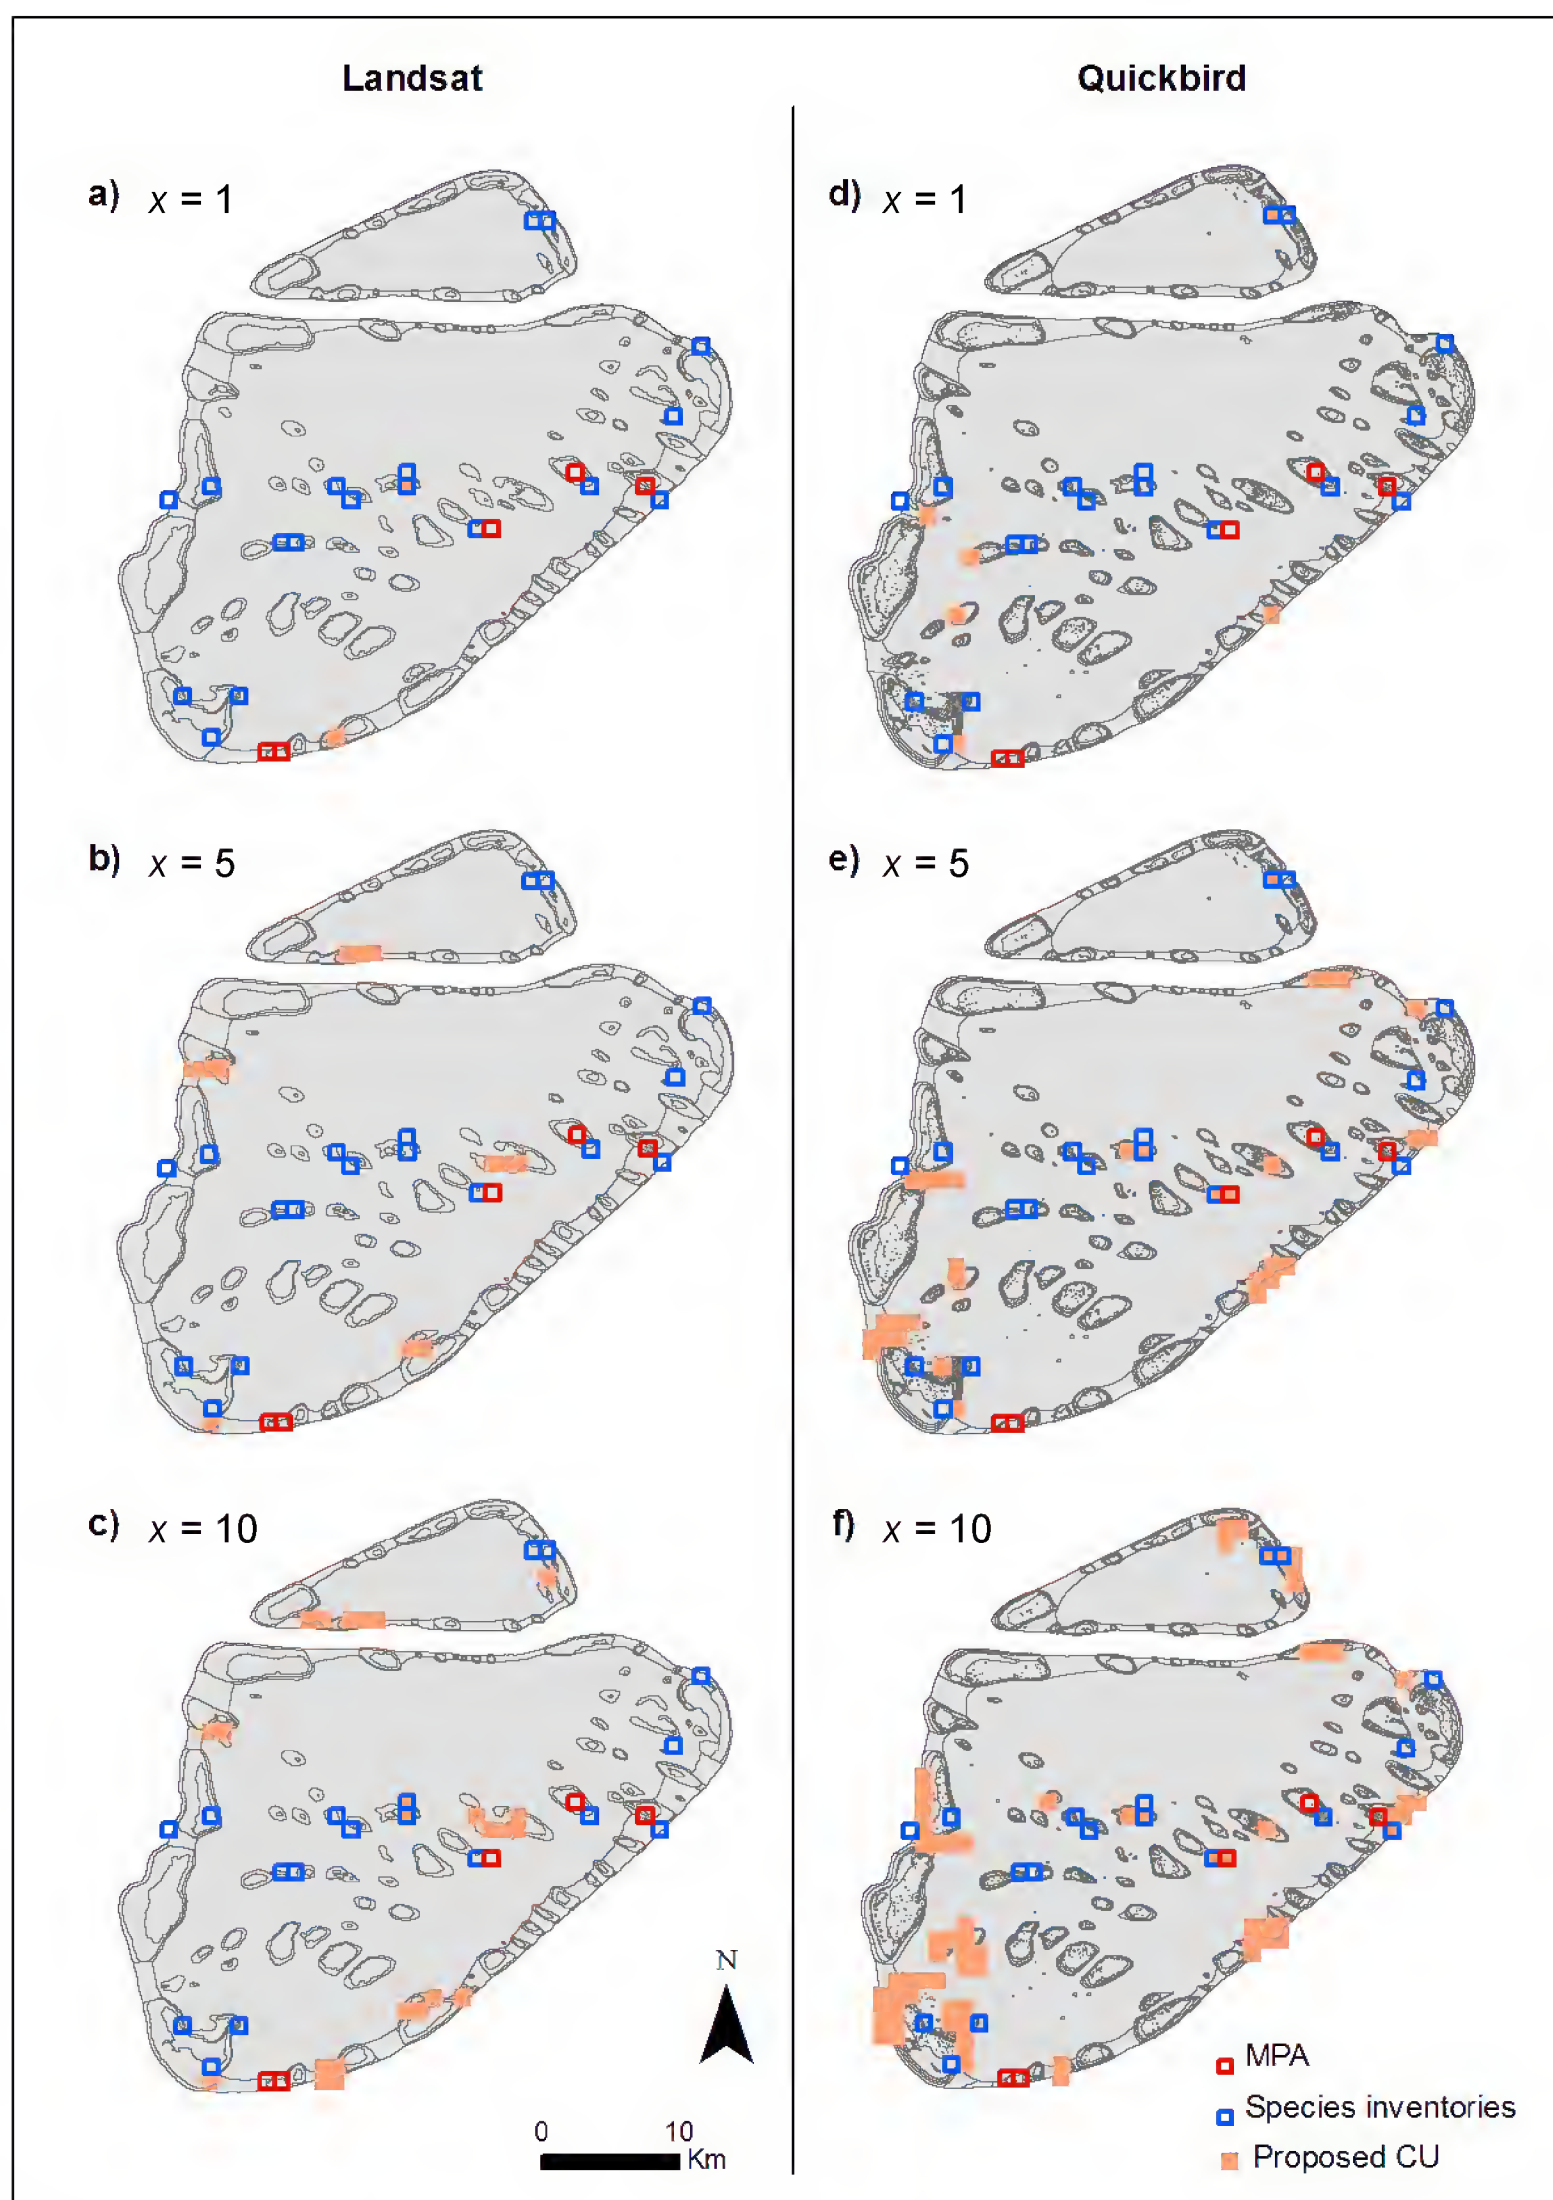 Landsat
Quickbird
a) x = 1
d) x = 1
b) x = 5
e) x = 5
c) x = 10
f) x = 10
N
0 10
Km
MPA
Species inventories
Proposed CU